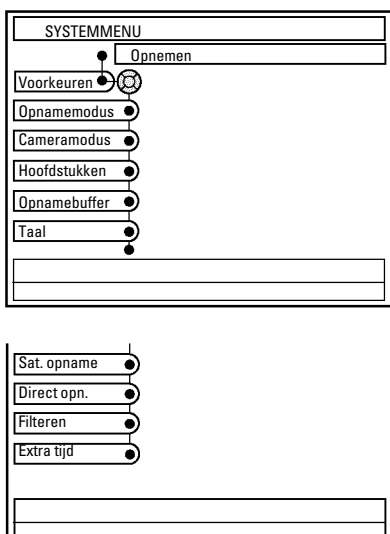 SYSTEMMENU
Opnemen
Voorkeuren
Opnamemodus
Cameramodus
Hoofdstukken
Opnamebuffer
Taal
Sat. opname
Direct opn.
Filteren
Extra tijd